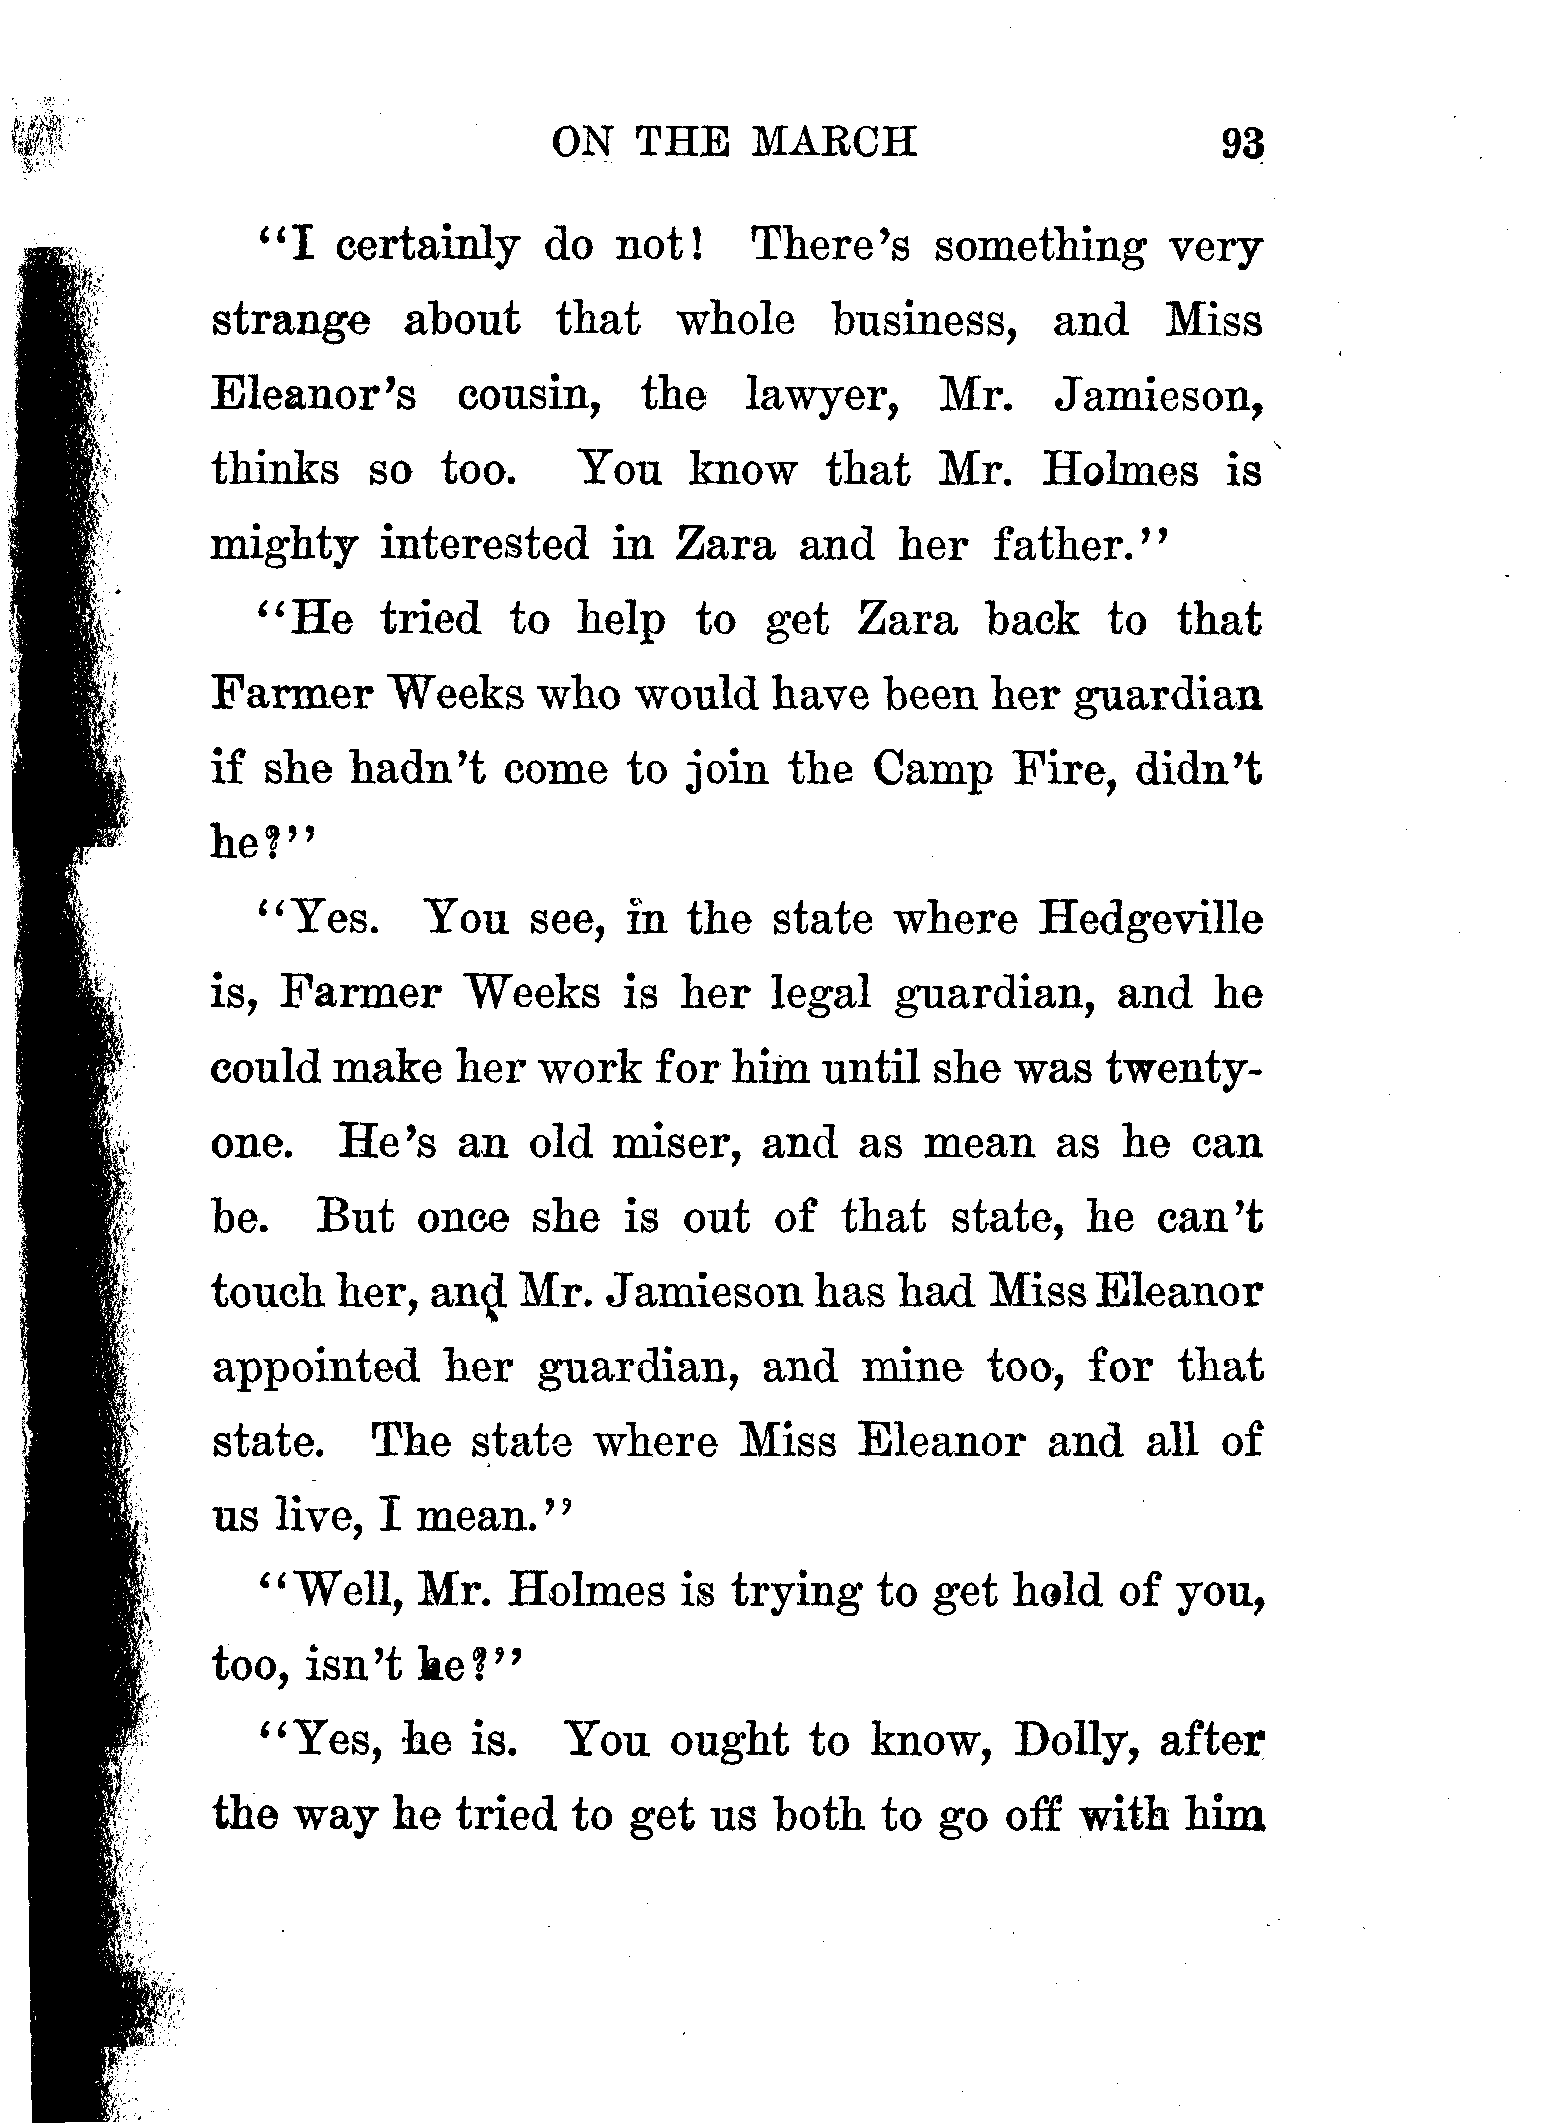 ON THE MARCH 93
"I certainly do not! There's something very
strange about that whole business, and Miss
Eleanor's cousin, the lawyer, Mr. Jamieson,
thinks so too. You know that Mr. Holmes is
mighty interested in Zara and her father."
"He tried to help to get Zara back to that
Farmer Weeks who would have been her guardian
if she hadn't come to join the Camp Fire, didn't
he?"
"Yes. You see, in the state where Hedgeville
is, Farmer Weeks is her legal guardian, and he
could make her work for him until she was twenty-
one. He's an old miser, and as mean as he can
be. But once she is out of that state, he can't
touch her, and Mr. Jamieson has had Miss Eleanor
appointed her guardian, and mine too, for that
state. The state where Miss Eleanor and all of
us live, I mean."
"Well, Mr. Holmes is trying to get hold of you,
too, isn't he?"
"Yes, he is. You ought to know, Dolly, after
the way he tried to get us both to go off with him